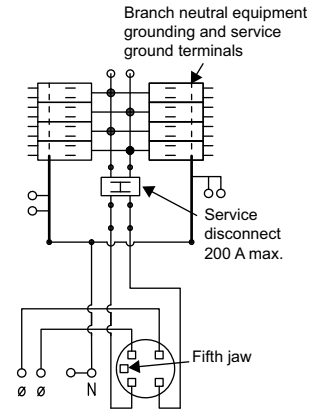 Branch neutral equipment
grounding and service
ground terminals
Service
disconnect
200 A max.
Fifth jaw
ø ø N